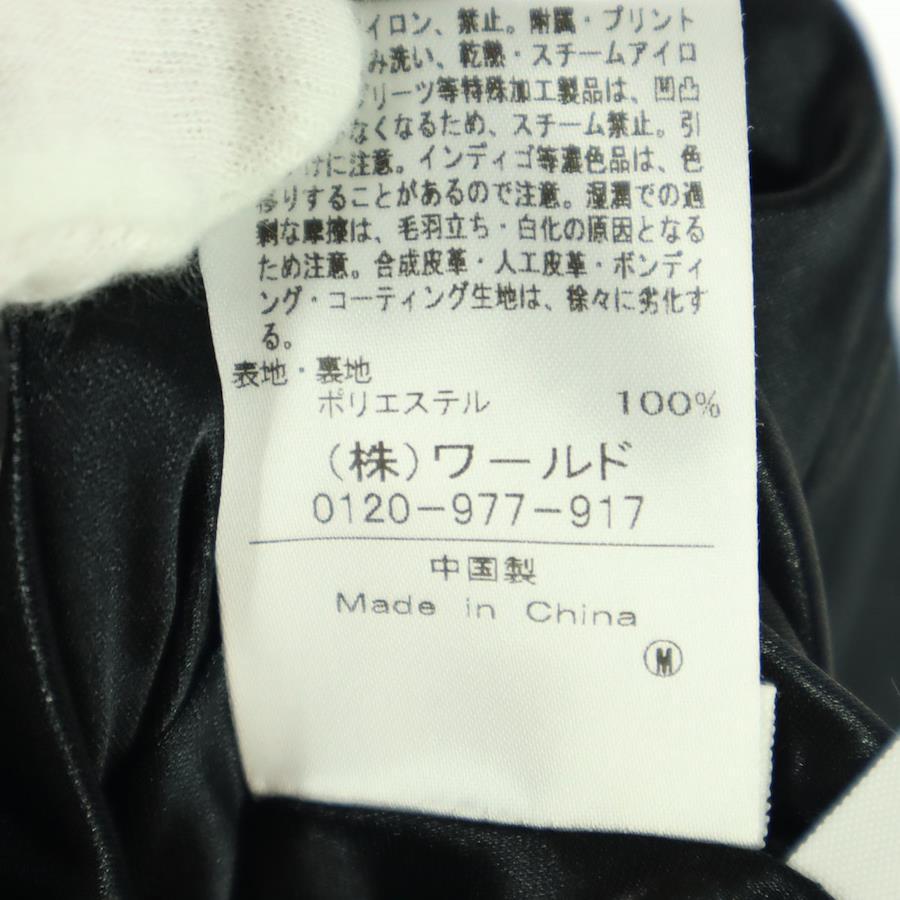 イロン、禁止。附属・プリント
み洗い、乾熱・スチームアイロ
リーツ等特殊加工製品は、凹凸
なくなるため、スチーム禁止。引
けに注意。インディゴ等濃色品は、色
移りすることがあるので注意。湿潤での過
剰な摩擦は、毛羽立ち・白化の原因となる
ため注意。合成皮革・人工皮革・ボンディ
ング・コーティング生地は、徐々に劣化す
る。
表地・裏地
ポリエステル 100%
(株)ワールド
0120-977-917
中国製
Made in China
Ⓜ